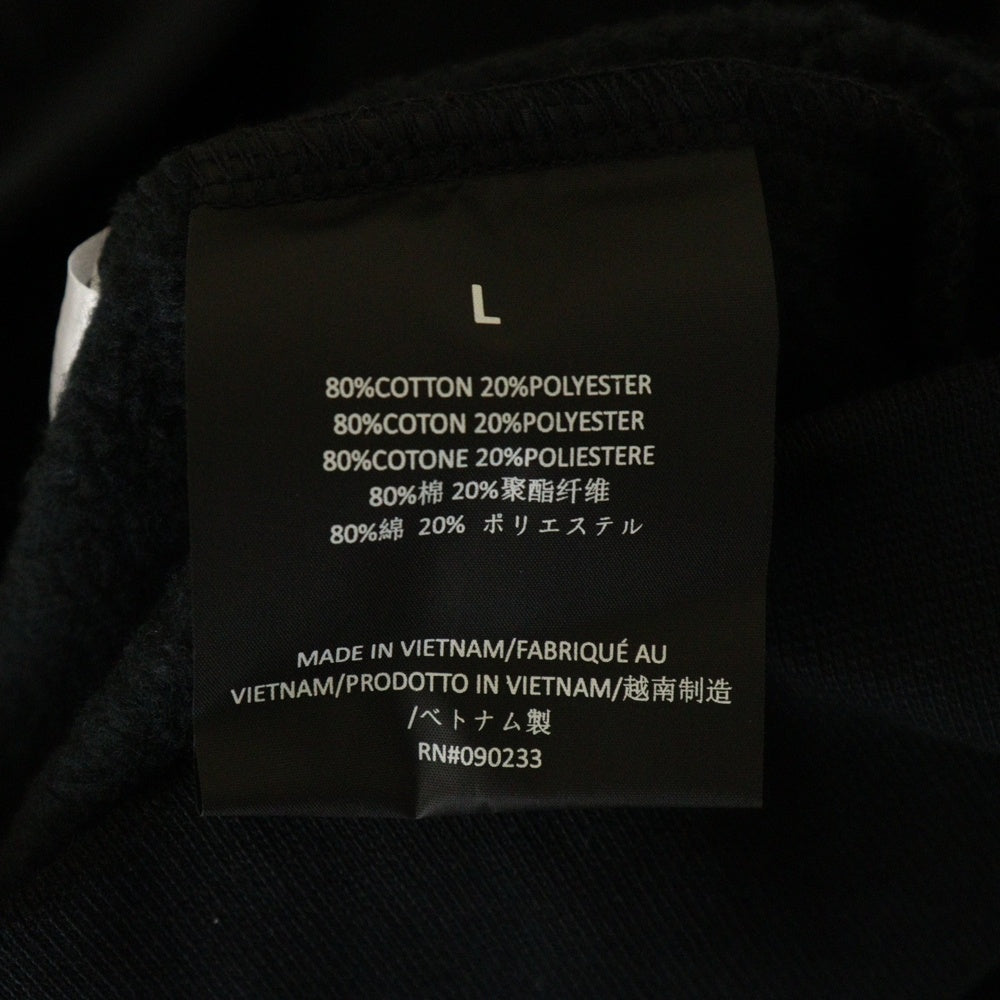 L
80%COTTON 20%POLYESTER
80%COTON 20%POLYESTER
80%COTONE 20%POLIESTERE
80%棉 20%聚酯纤维
80%綿 20% ポリエステル
MADE IN VIETNAM/FABRIQUÉ AU
VIETNAM/PRODOTTO IN VIETNAM/越南制造
/ベトナム製
RN#090233